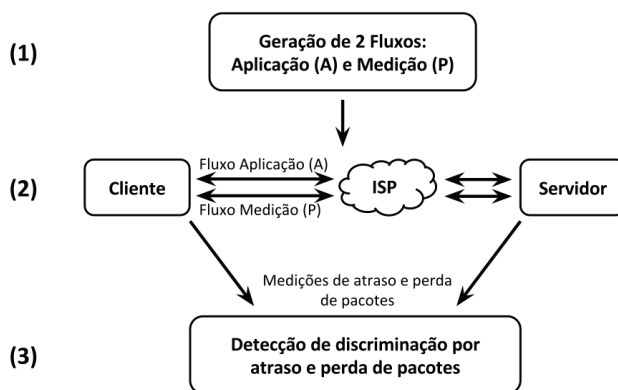 (1)
Geração de 2 Fluxos:
Aplicação (A) e Medição (P)
(2)
Cliente
Fluxo Aplicação (A)
Fluxo Medição (P)
ISP
Servidor
Medições de atraso e perda
de pacotes
(3)
Detecção de discriminação por
atraso e perda de pacotes